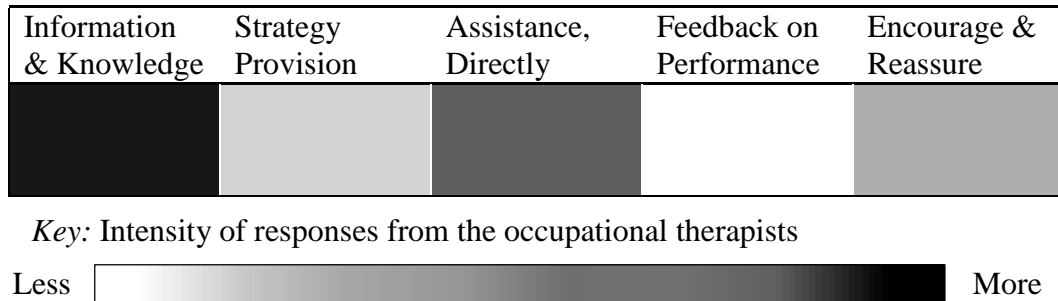 Information Strategy Assistance, Feedback on Encourage &
& Knowledge Provision Directly Performance Reassure
Key: Intensity of responses from the occupational therapists
Less More